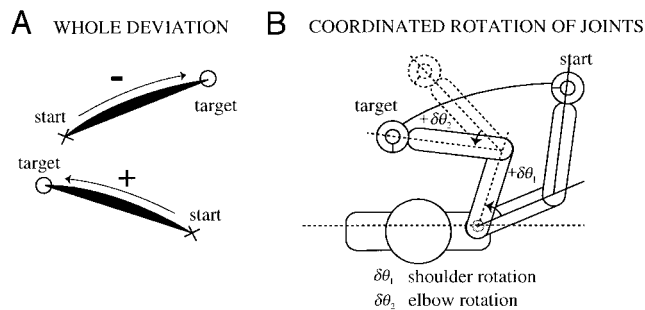 A WHOLE DEVIATION
-
start
target
target
+
start
B COORDINATED ROTATION OF JOINTS
start
target
+δθ₂
+δθ₁
δθ₁ shoulder rotation
δθ₂ elbow rotation